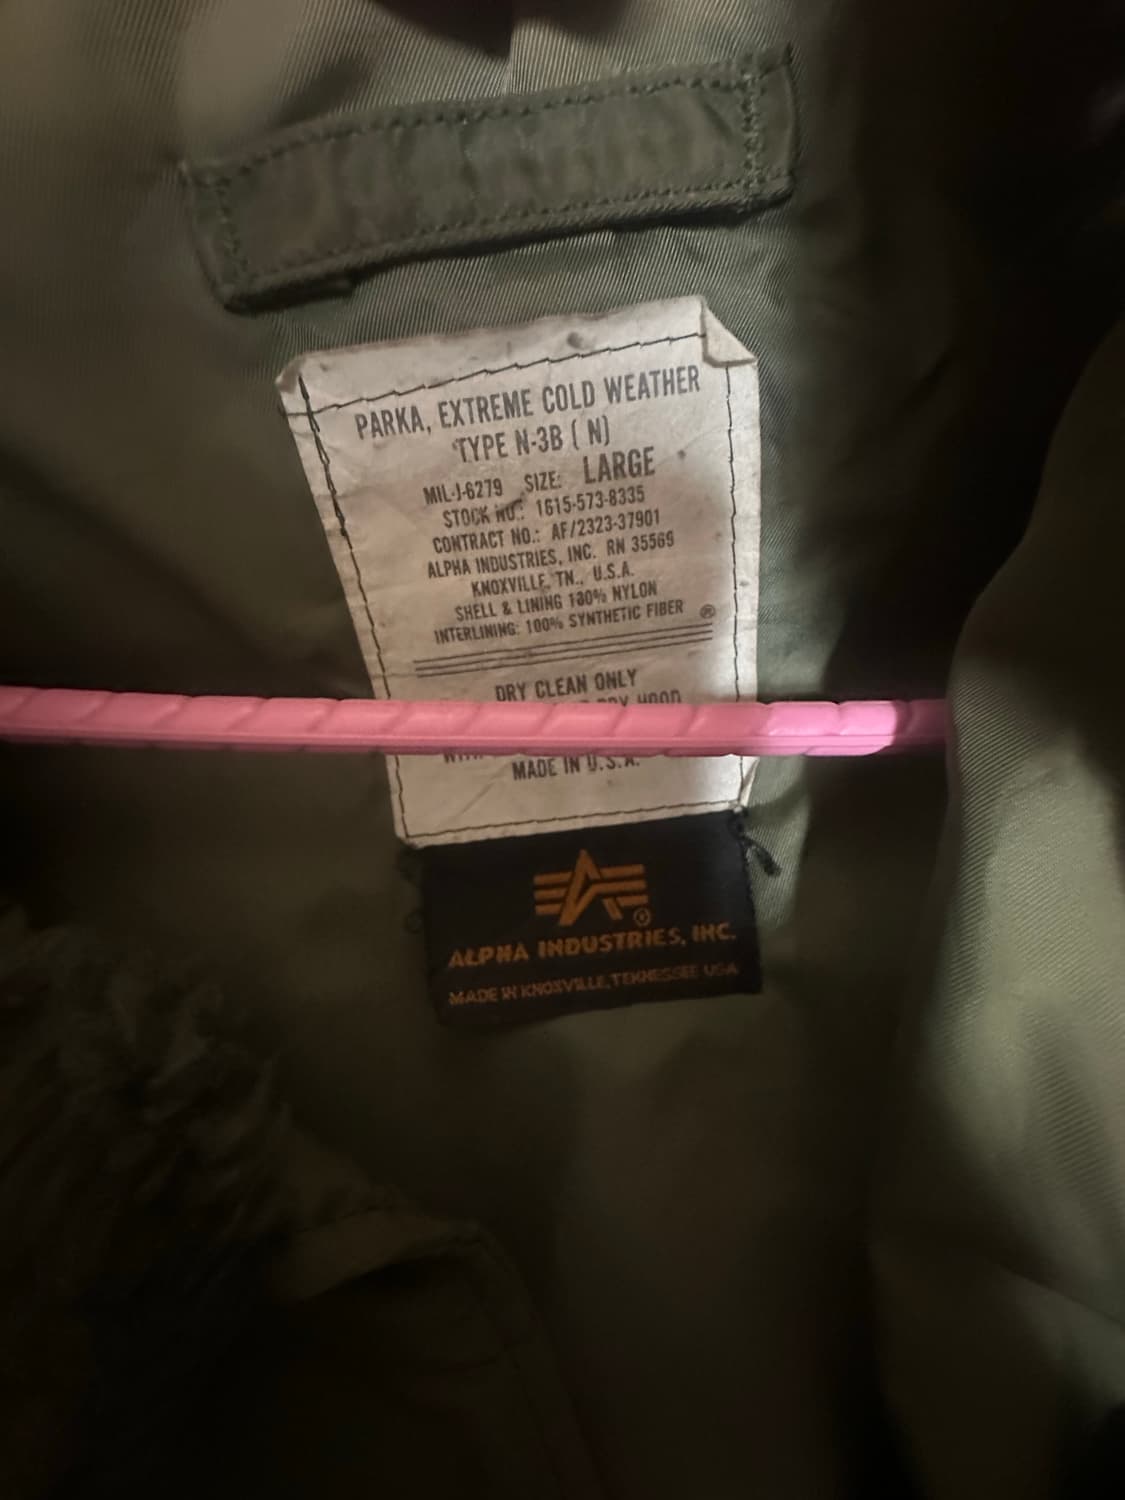 PARKA, EXTREME COLD WEATHER
TYPE N-3B ( N)
MIL-J-6279 SIZE: LARGE
STOCK NO.: 1615-573-8335
CONTRACT NO.: AF/2323-37901
ALPHA INDUSTRIES, INC. RN 35569
KNOXVILLE, TN., U.S.A.
SHELL & LINING 100% NYLON
INTERLINING: 100% SYNTHETIC FIBER ®
DRY CLEAN ONLY
DRY HOOD
MADE IN U.S.A.
®
ALPHA INDUSTRIES, INC.
MADE IN KNOXVILLE, TENNESSEE USA